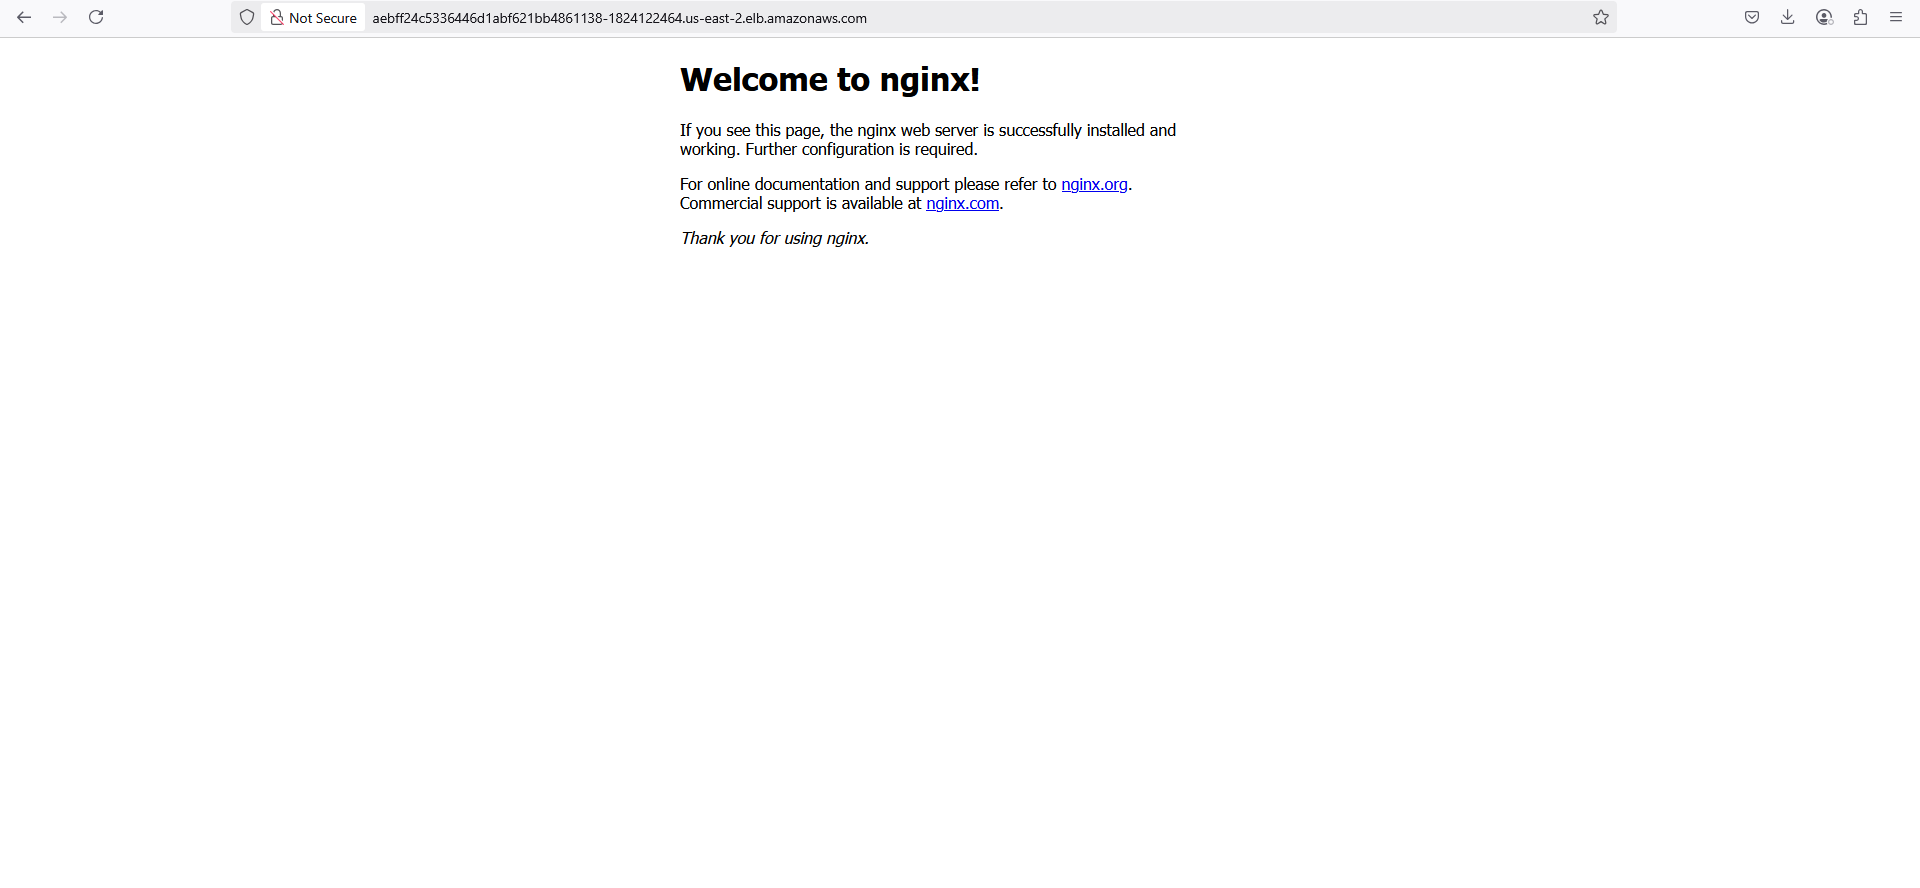 Not Secure
aebff24c5336446d1abf621bb4861138-1824122464.us-east-2.elb.amazonaws.com
Welcome to nginx!
If you see this page, the nginx web server is successfully installed and
working. Further configuration is required.
For online documentation and support please refer to nginx.org.
Commercial support is available at nginx.com.
Thank you for using nginx.